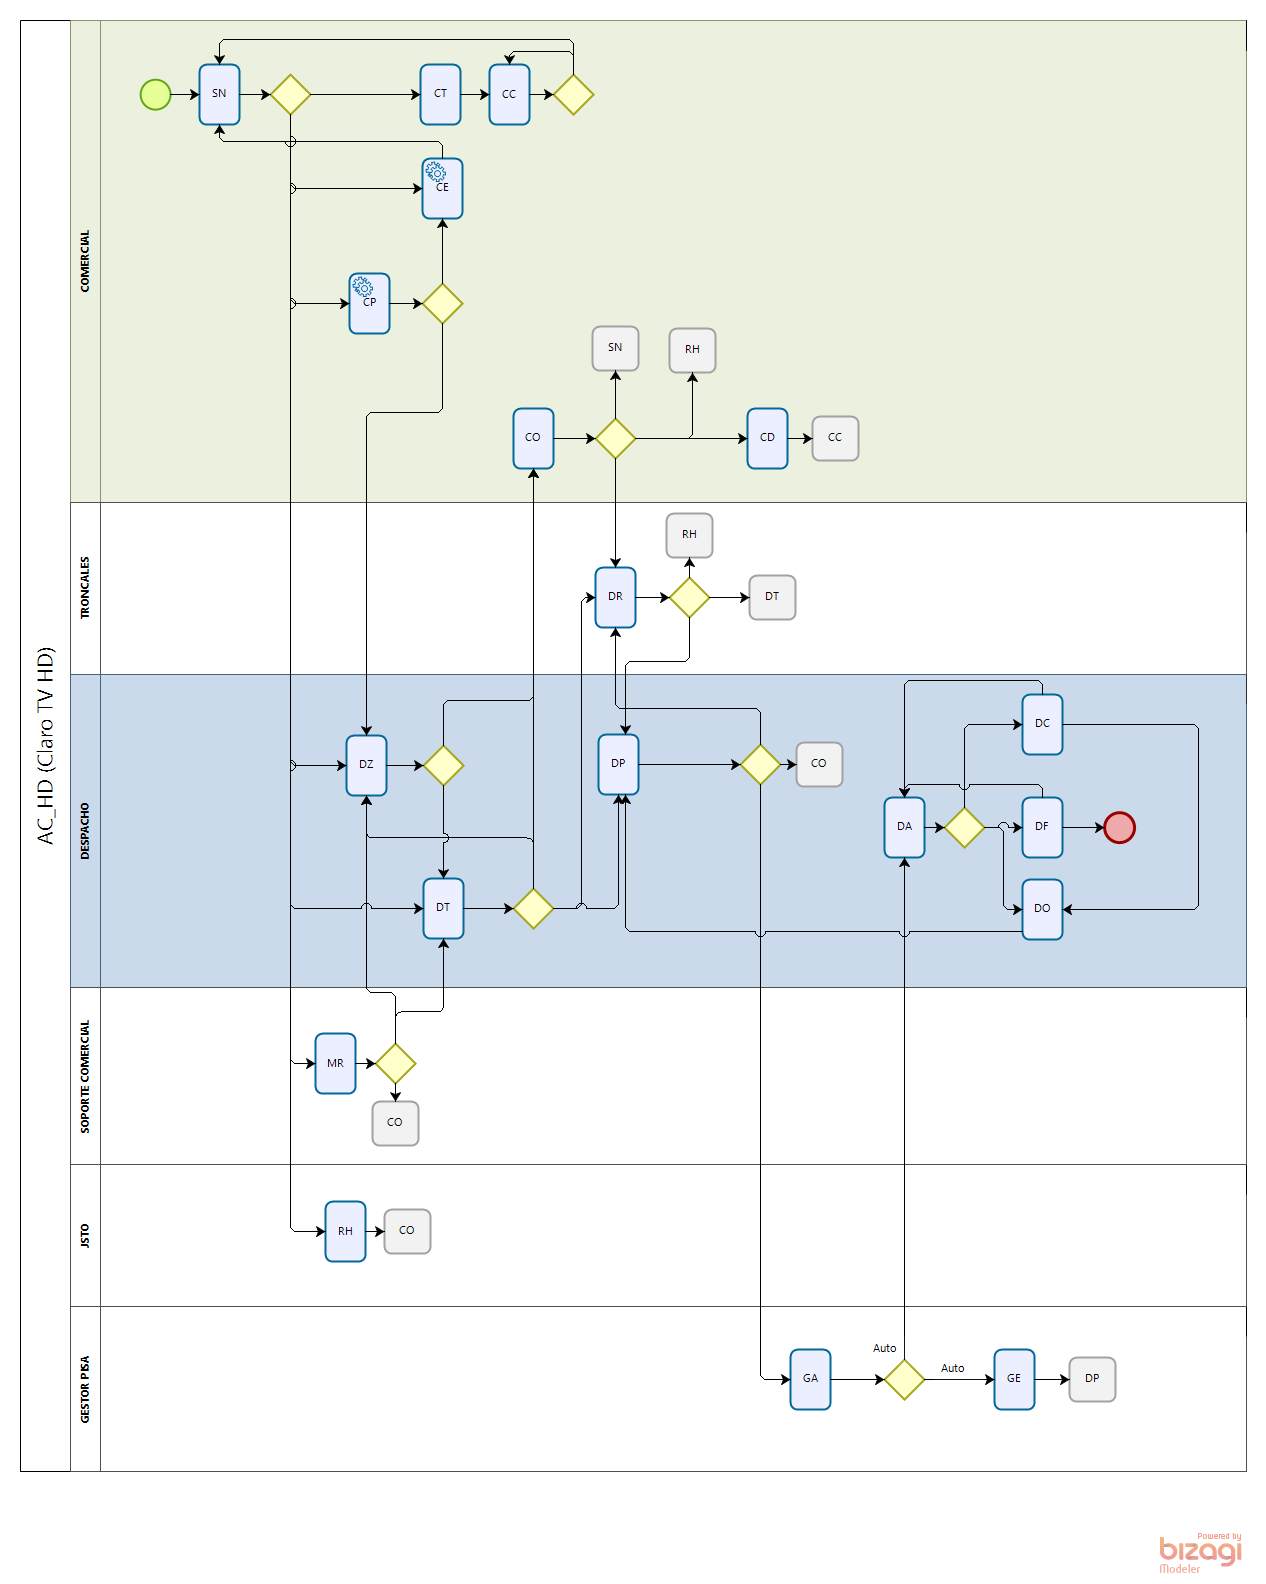 AC_HD (Claro TV HD)
COMERCIAL
SN
CT
CC
CE
CP
SN
RH
CO
CD
CC
TRONCALES
RH
DR
DT
DESPACHO
DC
DZ
DP
CO
DA
DF
DT
DO
SOPORTE COMERCIAL
MR
CO
JSTO
RH
CO
GESTOR PISA
Auto
Auto
GA
GE
DP
Powered by
bizagi
Modeler